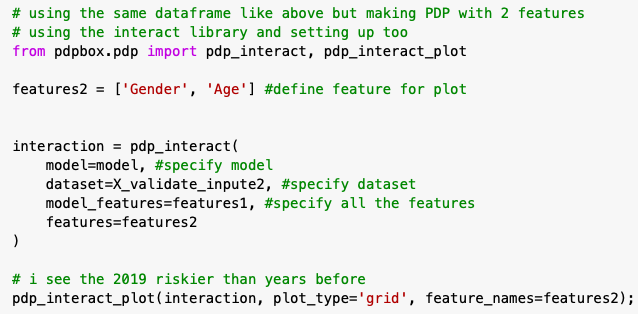 # using the same dataframe like above but making PDP with 2 features
# using the interact library and setting up too
from pdpbox.pdp import pdp_interact, pdp_interact_plot
features2 = ['Gender', 'Age'] #define feature for plot
interaction = pdp_interact(
    model=model, #specify model
    dataset=X_validate_inpute2, #specify dataset
    model_features=features1, #specify all the features
    features=features2
)
# i see the 2019 riskier than years before
pdp_interact_plot(interaction, plot_type='grid', feature_names=features2);